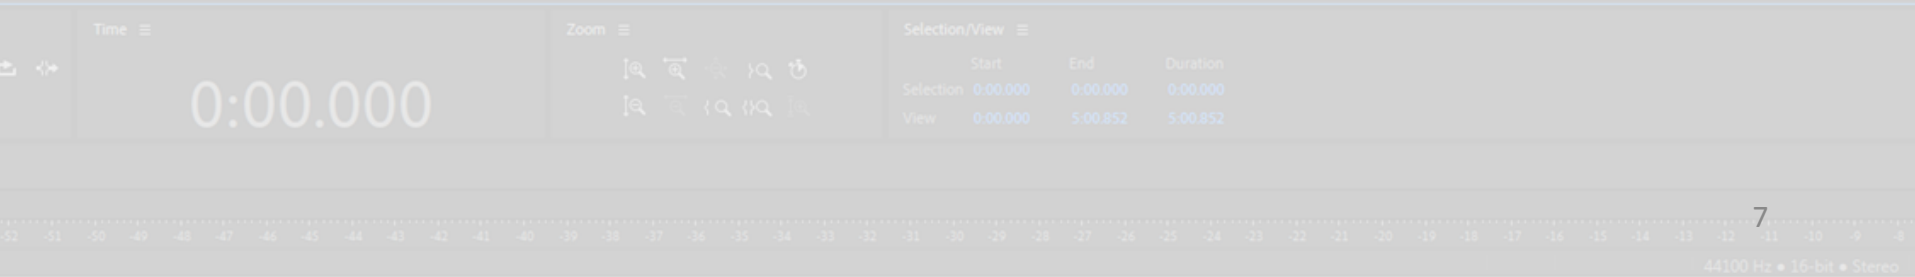 Time Zoom Selection/View
Start End Duration
0:00.000
Selection 0:00.000 0:00.000 0:00.000
View 0:00.000 5:00.852 5:00.852
7
-52 -51 -50 -49 -48 -47 -46 -45 -44 -43 -42 -41 -40 -39 -38 -37 -36 -35 -34 -33 -32 -31 -30 -29 -28 -27 -26 -25 -24 -23 -22 -21 -20 -19 -18 -17 -16 -15 -14 -13 -12 -11 -10 -9 -8
44100 Hz ▪ 16-bit ▪ Stereo